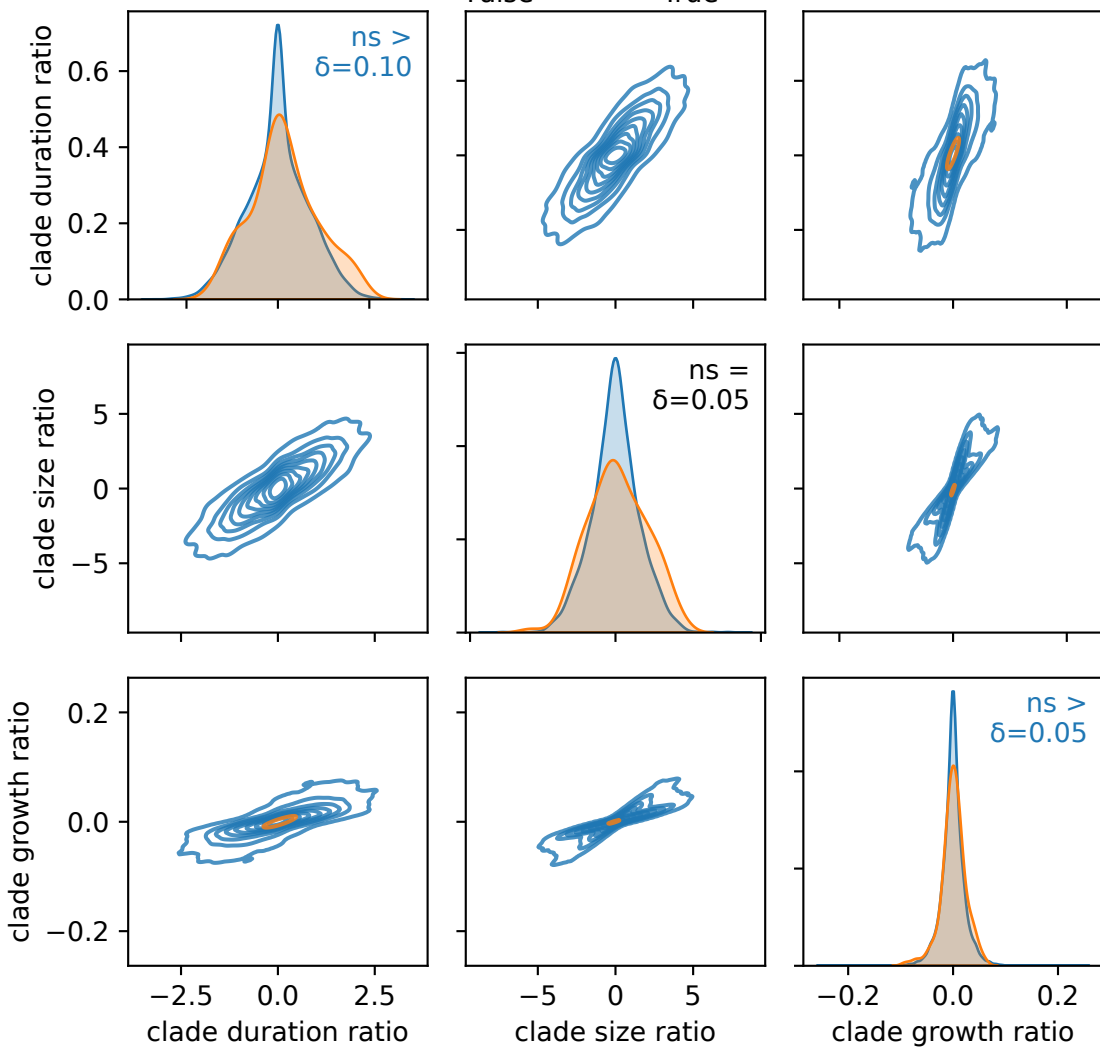 True
clade duration ratio
0.6
0.4
0.2
0.0
ns >
δ=0.10
clade size ratio
5
0
−5
ns =
δ=0.05
clade growth ratio
0.2
0.0
−0.2
ns >
δ=0.05
−2.5 0.0 2.5
clade duration ratio
−5 0 5
clade size ratio
−0.2 0.0 0.2
clade growth ratio